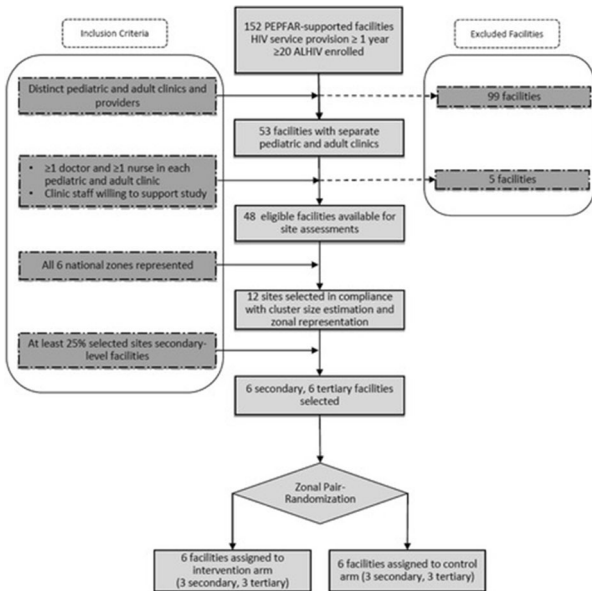 Inclusion Criteria
152 PEPFAR-supported facilities
HIV service provision ≥ 1 year
≥20 ALHIV enrolled
Excluded Facilities
Distinct pediatric and adult clinics and
providers
99 facilities
53 facilities with separate
pediatric and adult clinics
• ≥1 doctor and ≥1 nurse in each
pediatric and adult clinic
• Clinic staff willing to support study
5 facilities
48 eligible facilities available for
site assessments
All 6 national zones represented
12 sites selected in compliance
with cluster size estimation and
zonal representation
At least 25% selected sites secondary-
level facilities
6 secondary, 6 tertiary facilities
selected
Zonal Pair-
Randomization
6 facilities assigned to
intervention arm
(3 secondary, 3 tertiary)
6 facilities assigned to control
arm (3 secondary, 3 tertiary)